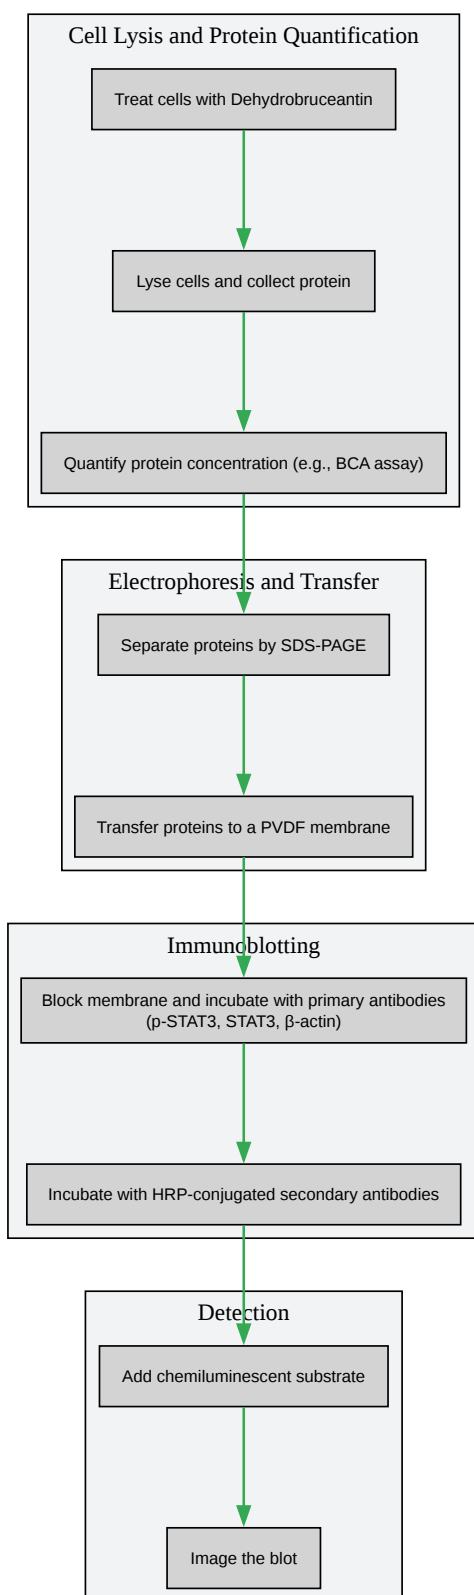 Cell Lysis and Protein Quantification
Treat cells with Dehydrobruceantin
Lyse cells and collect protein
Quantify protein concentration (e.g., BCA assay)
Electrophoresis and Transfer
Separate proteins by SDS-PAGE
Transfer proteins to a PVDF membrane
Immunoblotting
Block membrane and incubate with primary antibodies
(p-STAT3, STAT3, β-actin)
Incubate with HRP-conjugated secondary antibodies
Detection
Add chemiluminescent substrate
Image the blot